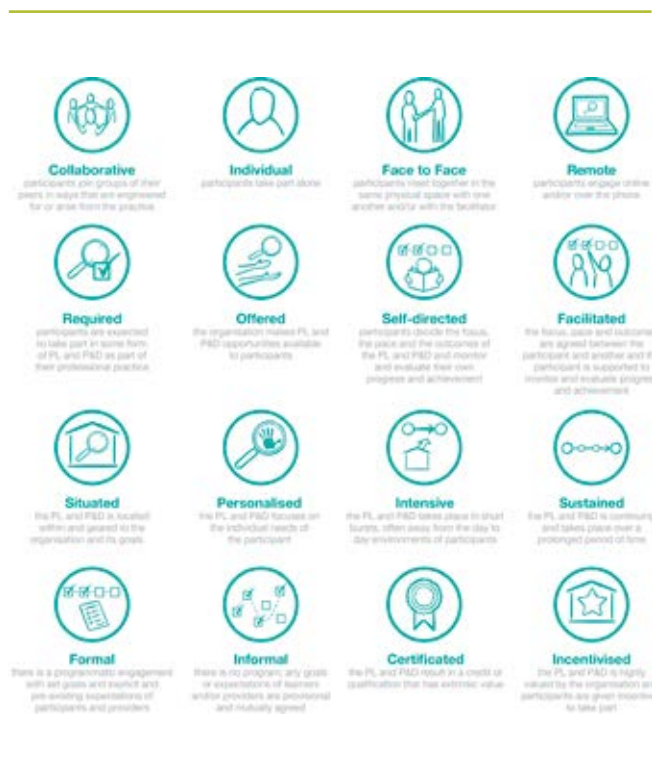 Collaborative
participants join groups of their
peers in ways that are engineered
for or arise from the practice
Individual
participants take part alone
Face to Face
participants meet together in the
same physical space with one
another and/or with the facilitator
Remote
participants engage online
and/or over the phone
Required
participants are expected
to take part in some form
of PL and P&D as part of
their professional practice
Offered
the organisation makes PL and
P&D opportunities available
to participants
Self-directed
participants decide the focus,
the pace and the outcomes of
the PL and P&D and monitor
and evaluate their own
progress and achievement
Facilitated
the focus, pace and outcomes
are agreed between the
participant and another and the
participant is supported to
monitor and evaluate progress
and achievement
Situated
the PL and P&D is located
within and geared to the
organisation and its goals
Personalised
the PL and P&D focuses on
the individual needs of
the participant
Intensive
the PL and P&D takes place in short
bursts, often away from the day to
day environments of participants
Sustained
the PL and P&D is continuing
and takes place over a
prolonged period of time
Formal
there is a programmatic engagement
with set goals and explicit and
pre-existing expectations of
participants and providers
Informal
there is no program, any goals
or expectations of learners
and/or providers are provisional
and mutually agreed
Certificated
the PL and P&D result in a credit or
qualification that has extrinsic value
Incentivised
the PL and P&D is highly
valued by the organisation and
participants are given incentives
to take part